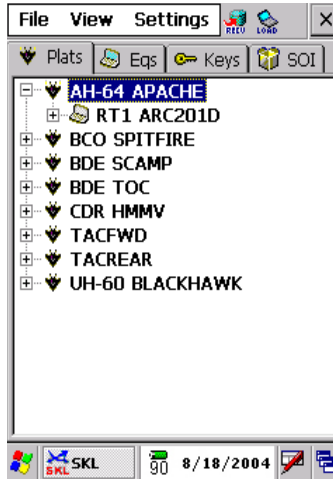 File View Settings RECV LOAD
Plats Eqs Keys SOI
AH-64 APACHE
RT1 ARC201D
BCO SPITFIRE
BDE SCAMP
BDE TOC
CDR HMMV
TACFWD
TACREAR
UH-60 BLACKHAWK
SKL SKL 90 8/18/2004